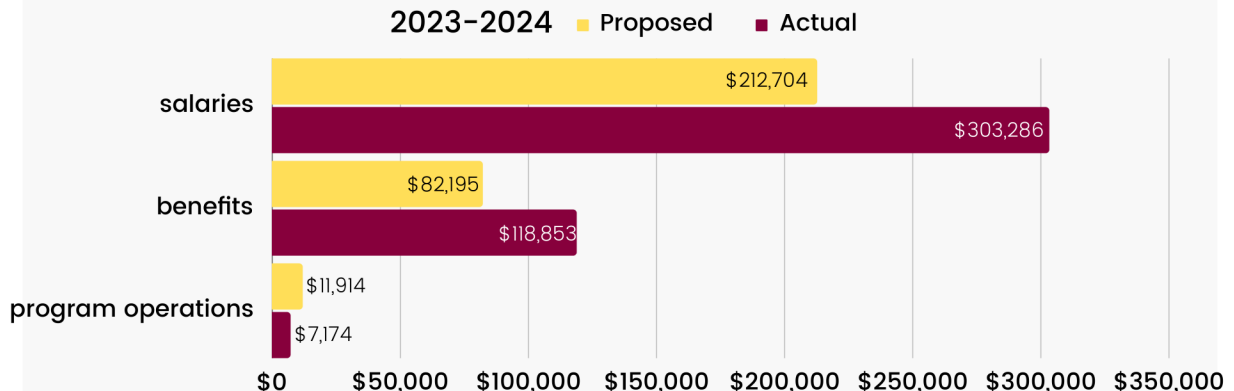 2023-2024 Proposed Actual
$212,704
salaries
$303,286
$82,195
benefits
$118,853
$11,914
program operations
$7,174
$0 $50,000 $100,000 $150,000 $200,000 $250,000 $300,000 $350,000